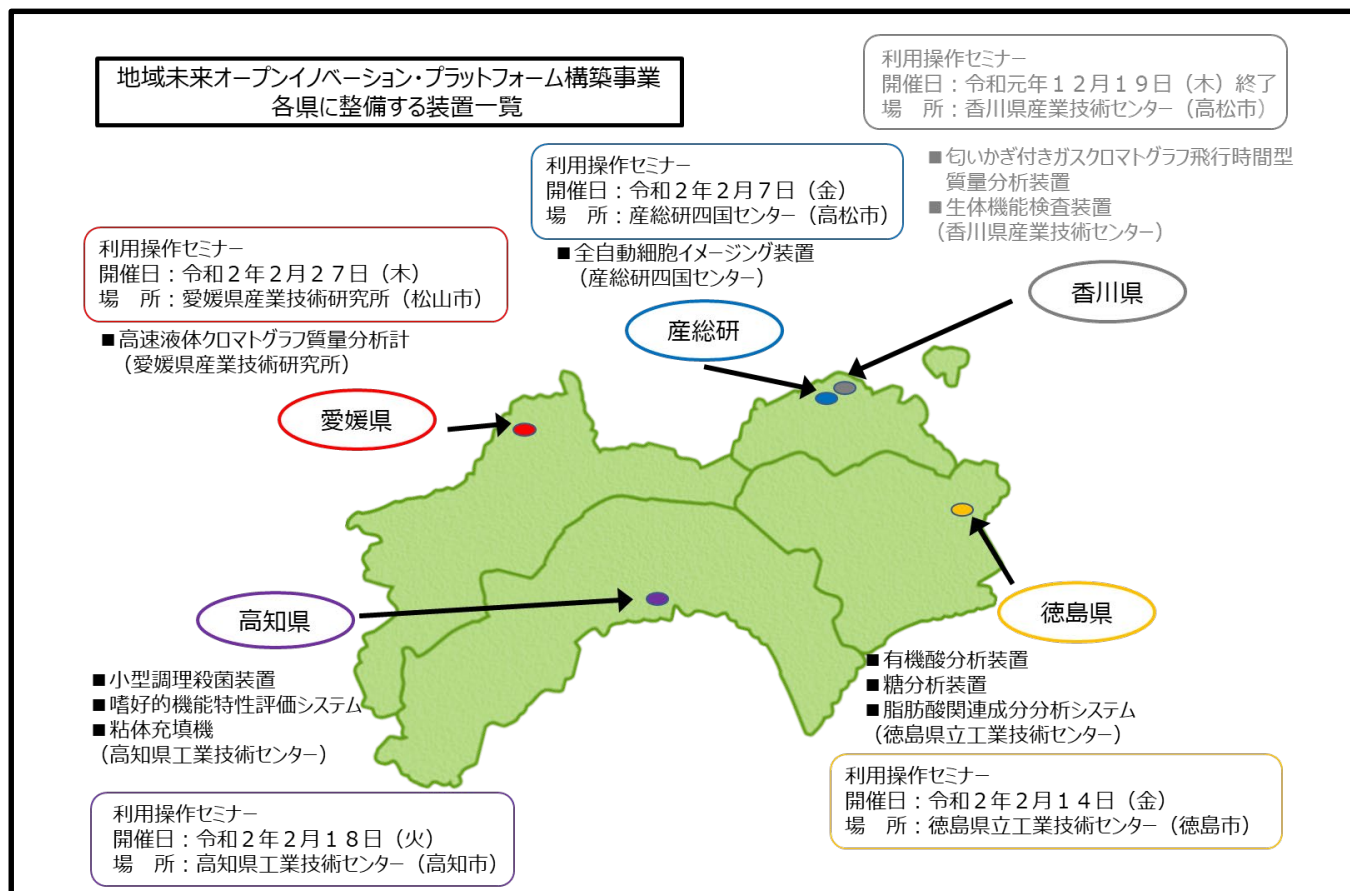 地域未来オープンイノベーション・プラットフォーム構築事業
各県に整備する装置一覧
利用操作セミナー
開催日：令和元年１２月１９日（木）終了
場　所：香川県産業技術センター（高松市）
■匂いかぎ付きガスクロマトグラフ飛行時間型
質量分析装置
■生体機能検査装置
（香川県産業技術センター）
香川県
利用操作セミナー
開催日：令和２年２月７日（金）
場　所：産総研四国センター（高松市）
■全自動細胞イメージング装置
（産総研四国センター）
産総研
利用操作セミナー
開催日：令和２年２月２７日（木）
場　所：愛媛県産業技術研究所（松山市）
■高速液体クロマトグラフ質量分析計
（愛媛県産業技術研究所）
愛媛県
高知県
■小型調理殺菌装置
■嗜好的機能特性評価システム
■粘体充填機
（高知県工業技術センター）
利用操作セミナー
開催日：令和２年２月１８日（火）
場　所：高知県工業技術センター（高知市）
徳島県
■有機酸分析装置
■糖分析装置
■脂肪酸関連成分分析システム
（徳島県立工業技術センター）
利用操作セミナー
開催日：令和２年２月１４日（金）
場　所：徳島県立工業技術センター（徳島市）